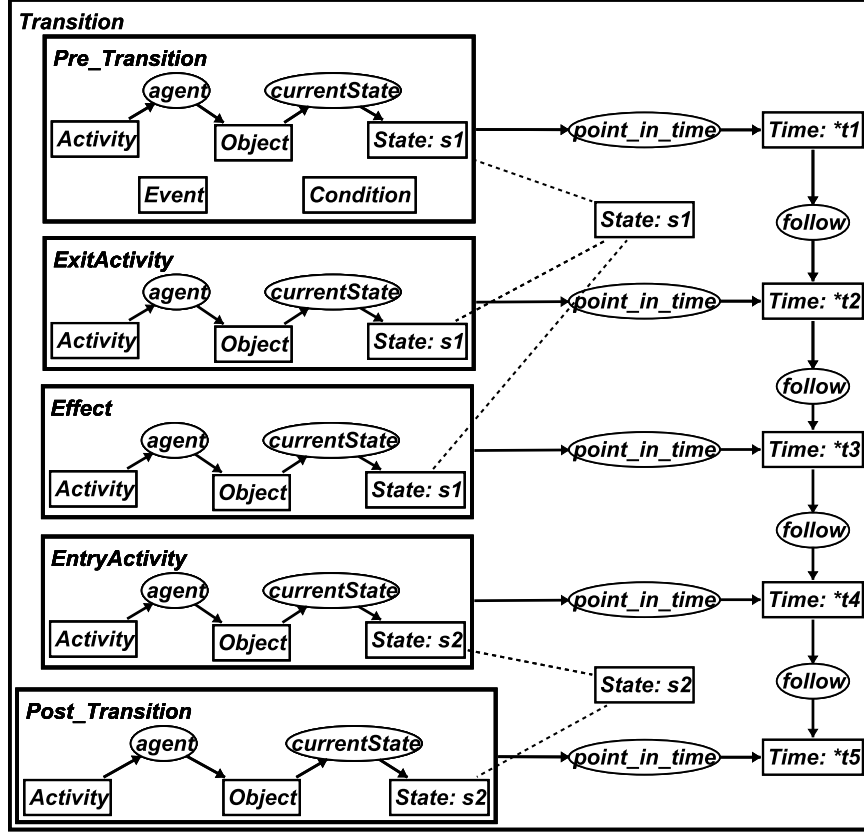 Transition
Pre_Transition
agent
currentState
Activity
Object
State: s1
point_in_time
Time: *t1
Event
Condition
State: s1
follow
ExitActivity
agent
currentState
Activity
Object
State: s1
point_in_time
Time: *t2
follow
Effect
agent
currentState
Activity
Object
State: s1
point_in_time
Time: *t3
follow
EntryActivity
agent
currentState
Activity
Object
State: s2
point_in_time
Time: *t4
State: s2
follow
Post_Transition
agent
currentState
Activity
Object
State: s2
point_in_time
Time: *t5